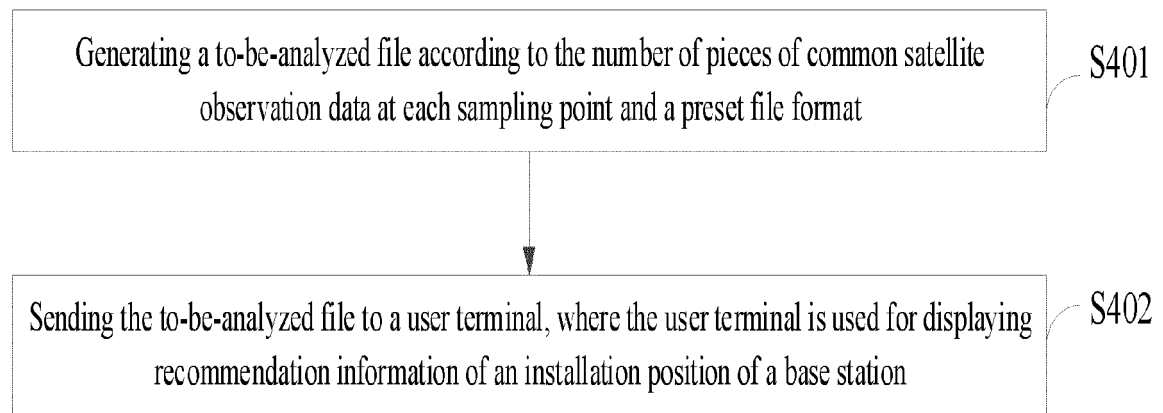 Generating a to-be-analyzed file according to the number of pieces of common satellite
observation data at each sampling point and a preset file format
S401
Sending the to-be-analyzed file to a user terminal, where the user terminal is used for displaying
recommendation information of an installation position of a base station
S402